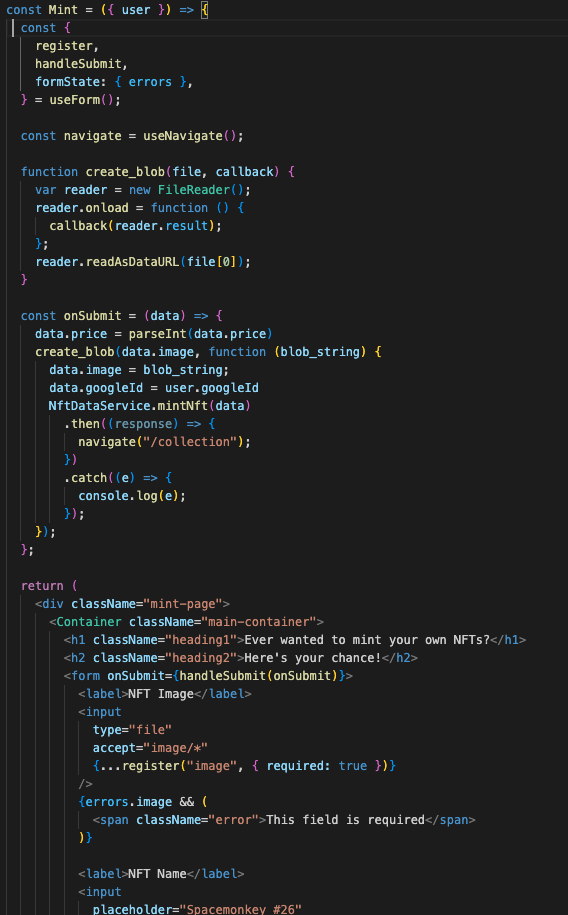 const Mint = ({ user }) => {
  const {
    register,
    handleSubmit,
    formState: { errors },
  } = useForm();

  const navigate = useNavigate();

  function create_blob(file, callback) {
    var reader = new FileReader();
    reader.onload = function () {
      callback(reader.result);
    };
    reader.readAsDataURL(file[0]);
  }

  const onSubmit = (data) => {
    data.price = parseInt(data.price)
    create_blob(data.image, function (blob_string) {
      data.image = blob_string;
      data.googleId = user.googleId
      NftDataService.mintNft(data)
        .then((response) => {
          navigate("/collection");
        })
        .catch((e) => {
          console.log(e);
        });
    });
  };

  return (
    <div className="mint-page">
      <Container className="main-container">
        <h1 className="heading1">Ever wanted to mint your own NFTs?</h1>
        <h2 className="heading2">Here's your chance!</h2>
        <form onSubmit={handleSubmit(onSubmit)}>
          <label>NFT Image</label>
          <input
            type="file"
            accept="image/*"
            {...register("image", { required: true })}
          />
          {errors.image && (
            <span className="error">This field is required</span>
          )}

          <label>NFT Name</label>
          <input
            placeholder="Spacemonkey #26"